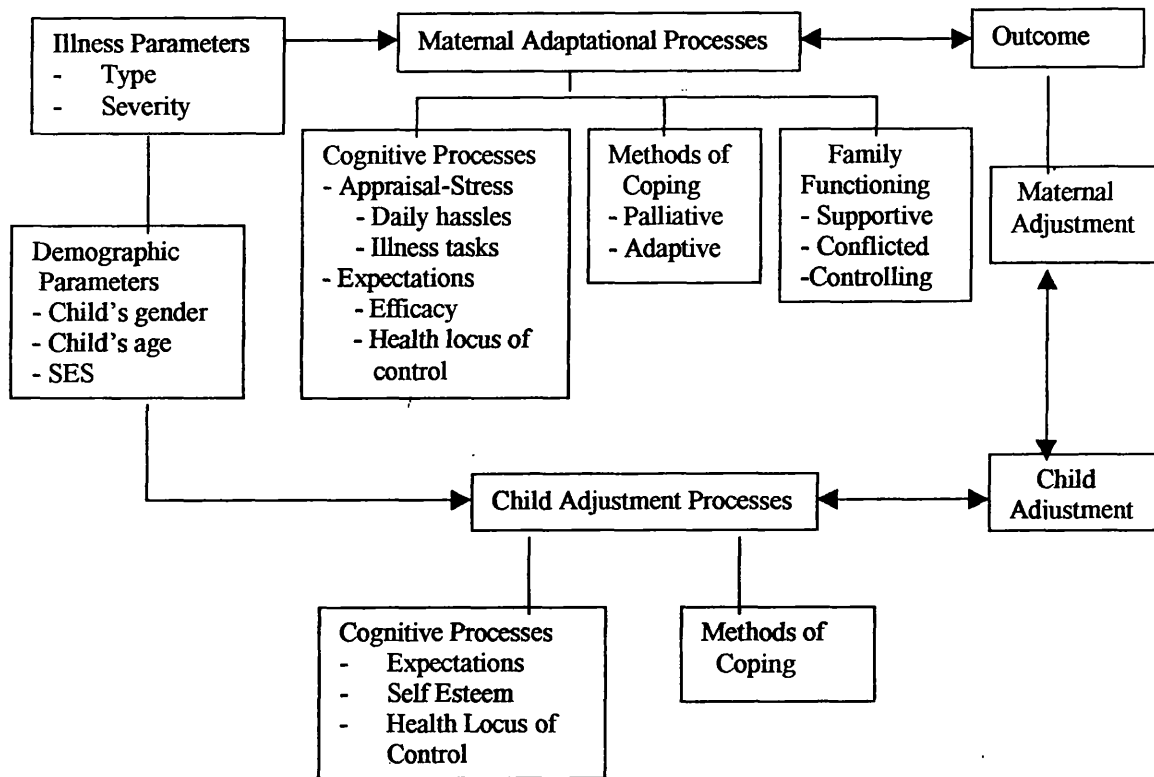 Illness Parameters
- Type
- Severity
Maternal Adaptational Processes
Outcome
Cognitive Processes
- Appraisal-Stress
- Daily hassles
- Illness tasks
- Expectations
- Efficacy
- Health locus of
control
Methods of
Coping
- Palliative
- Adaptive
Family
Functioning
- Supportive
- Conflicted
-Controlling
Maternal
Adjustment
Demographic
Parameters
- Child's gender
- Child's age
- SES
Child Adjustment Processes
Child
Adjustment
Cognitive Processes
- Expectations
- Self Esteem
- Health Locus of
Control
Methods of
Coping